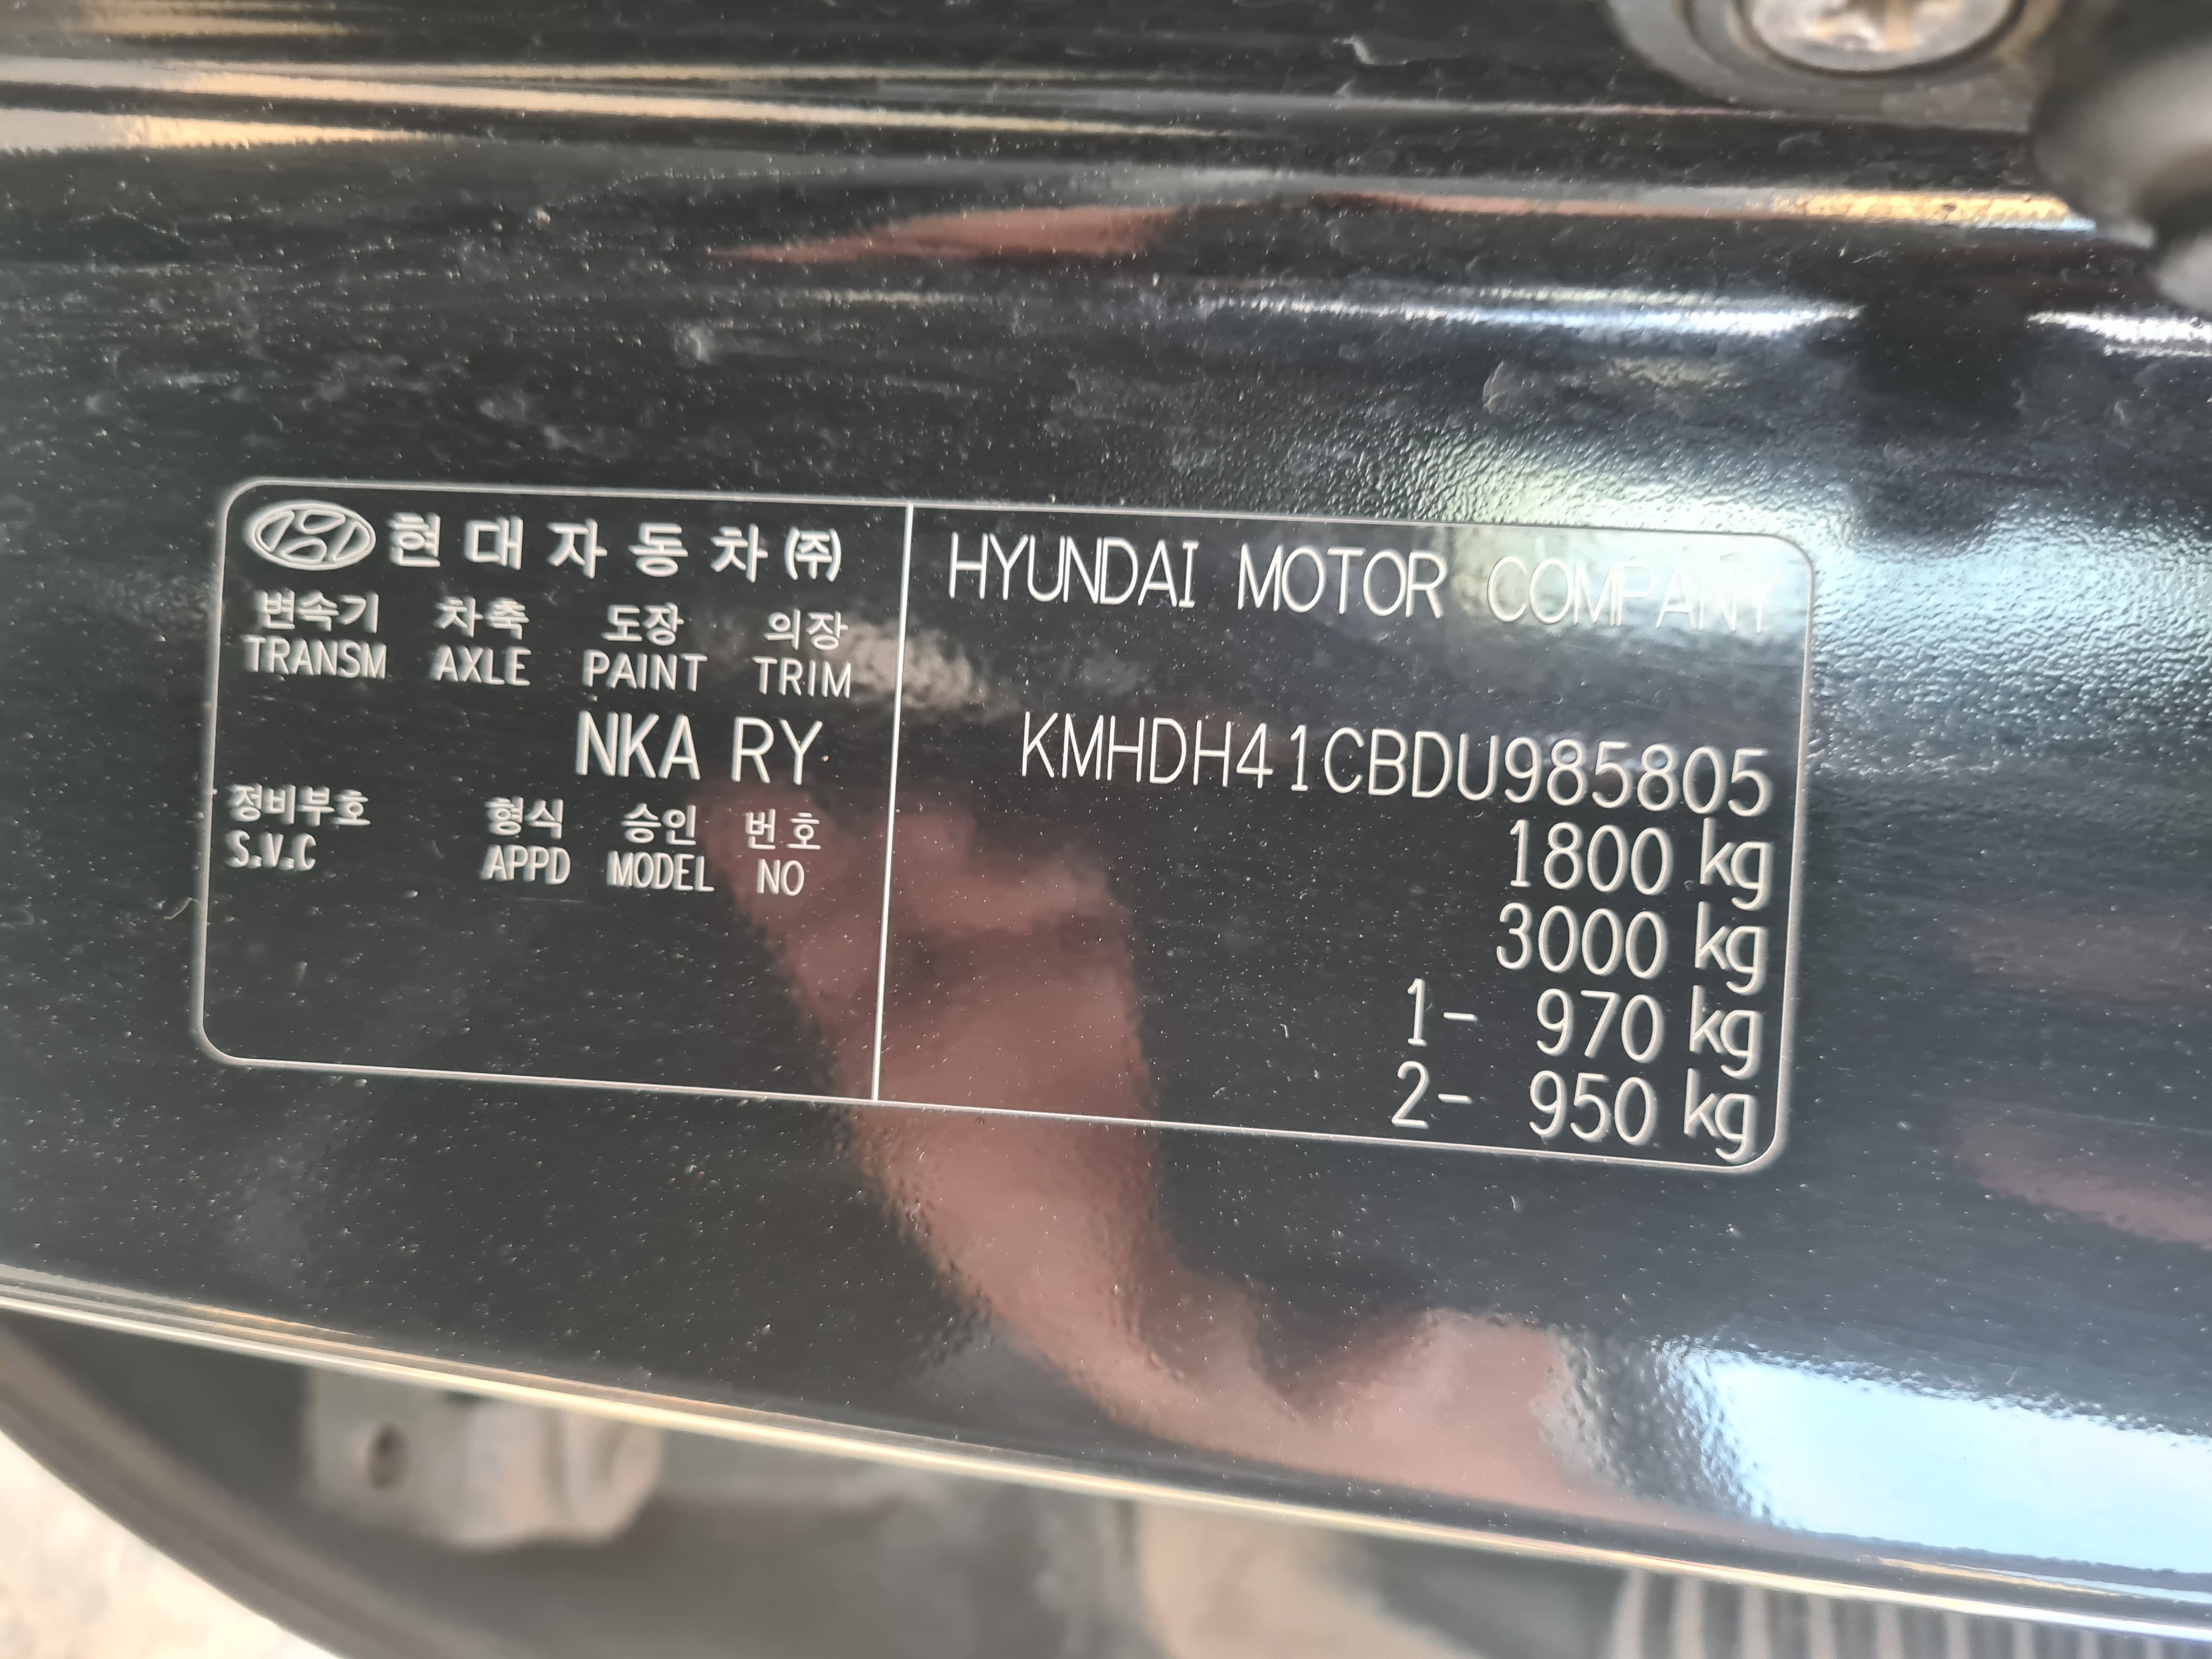 현대자동차(주)
변속기 차축 도장 의장
TRANSM AXLE PAINT TRIM
NKA RY
정비부호 형식 승인 번호
S.V.C APPD MODEL NO
HYUNDAI MOTOR COMPANY
KMHDH41CBDU985805
1800 kg
3000 kg
1- 970 kg
2- 950 kg